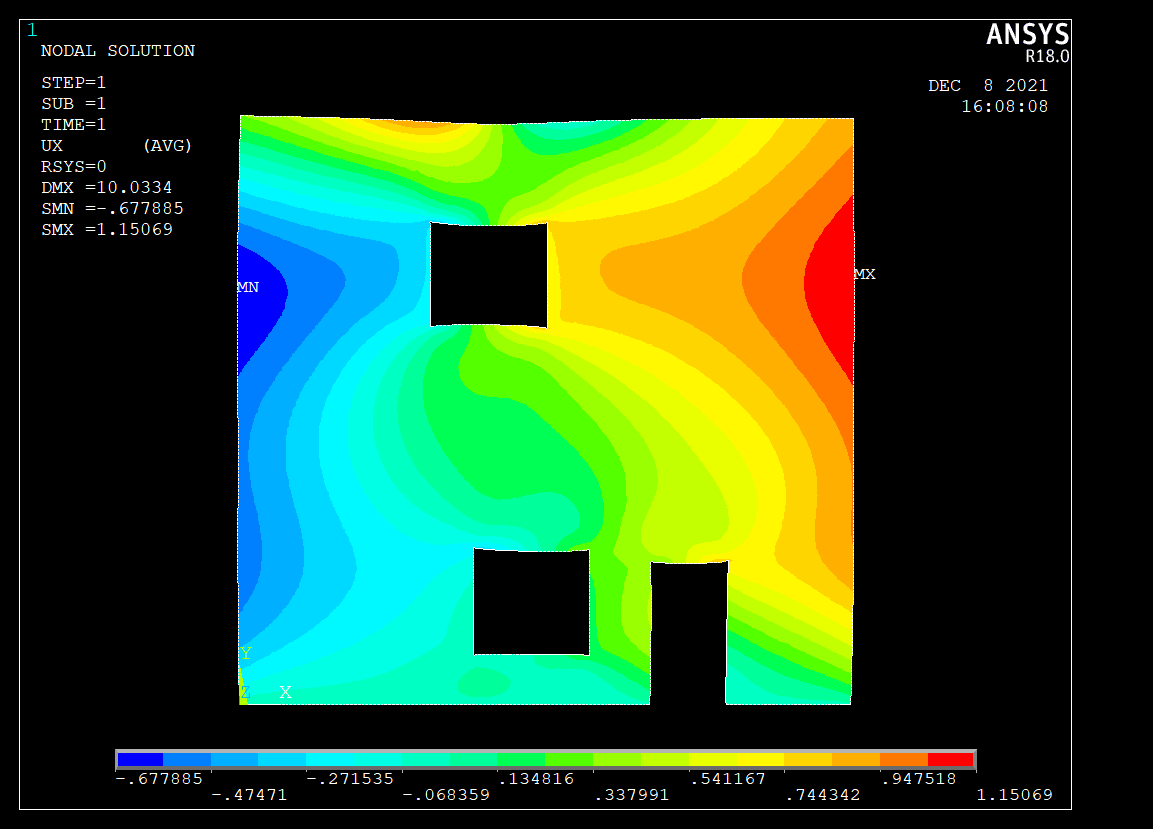 1
ANSYS
R18.0
NODAL SOLUTION
STEP=1
SUB =1
TIME=1
UX (AVG)
RSYS=0
DMX =10.0334
SMN =-.677885
SMX =1.15069
DEC 8 2021
16:08:08
MX
MN
Y
Z X
-.677885 -.271535 .134816 .541167 .947518
-.47471 -.068359 .337991 .744342 1.15069